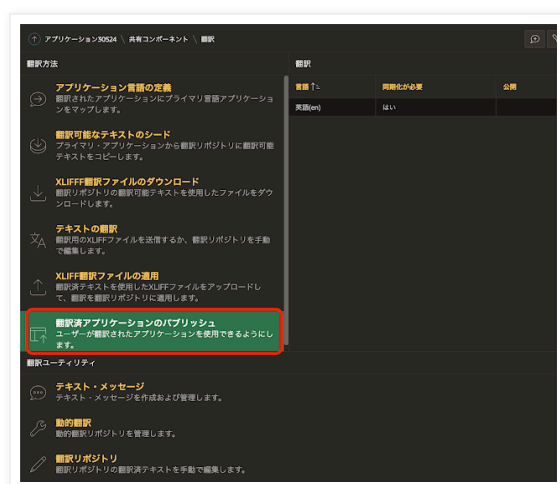 アプリケーション30524 \ 共有コンポーネント \ 翻訳
翻訳方法
アプリケーション言語の定義
翻訳されたアプリケーションにプライマリ言語アプリケーショ
ンをマップします。
翻訳可能なテキストのシード
プライマリ・アプリケーションから翻訳リポジトリに翻訳可能
テキストをコピーします。
XLIFFF翻訳ファイルのダウンロード
翻訳リポジトリの翻訳可能テキストを使用したファイルをダウ
ンロードします。
テキストの翻訳
翻訳用のXLIFFファイルを送信するか、翻訳リポジトリを手動
で編集します。
XLIFF翻訳ファイルの適用
翻訳済テキストを使用したXLIFFファイルをアップロードし
て、翻訳を翻訳リポジトリに適用します。
翻訳済アプリケーションのパブリッシュ
ユーザーが翻訳されたアプリケーションを使用できるようにし
ます。
翻訳ユーティリティ
テキスト・メッセージ
テキスト・メッセージを作成および管理します。
動的翻訳
動的翻訳リポジトリを管理します。
翻訳リポジトリ
翻訳リポジトリの翻訳済テキストを手動で編集します。
翻訳
言語 同期化が必要 公開
英語(en) はい